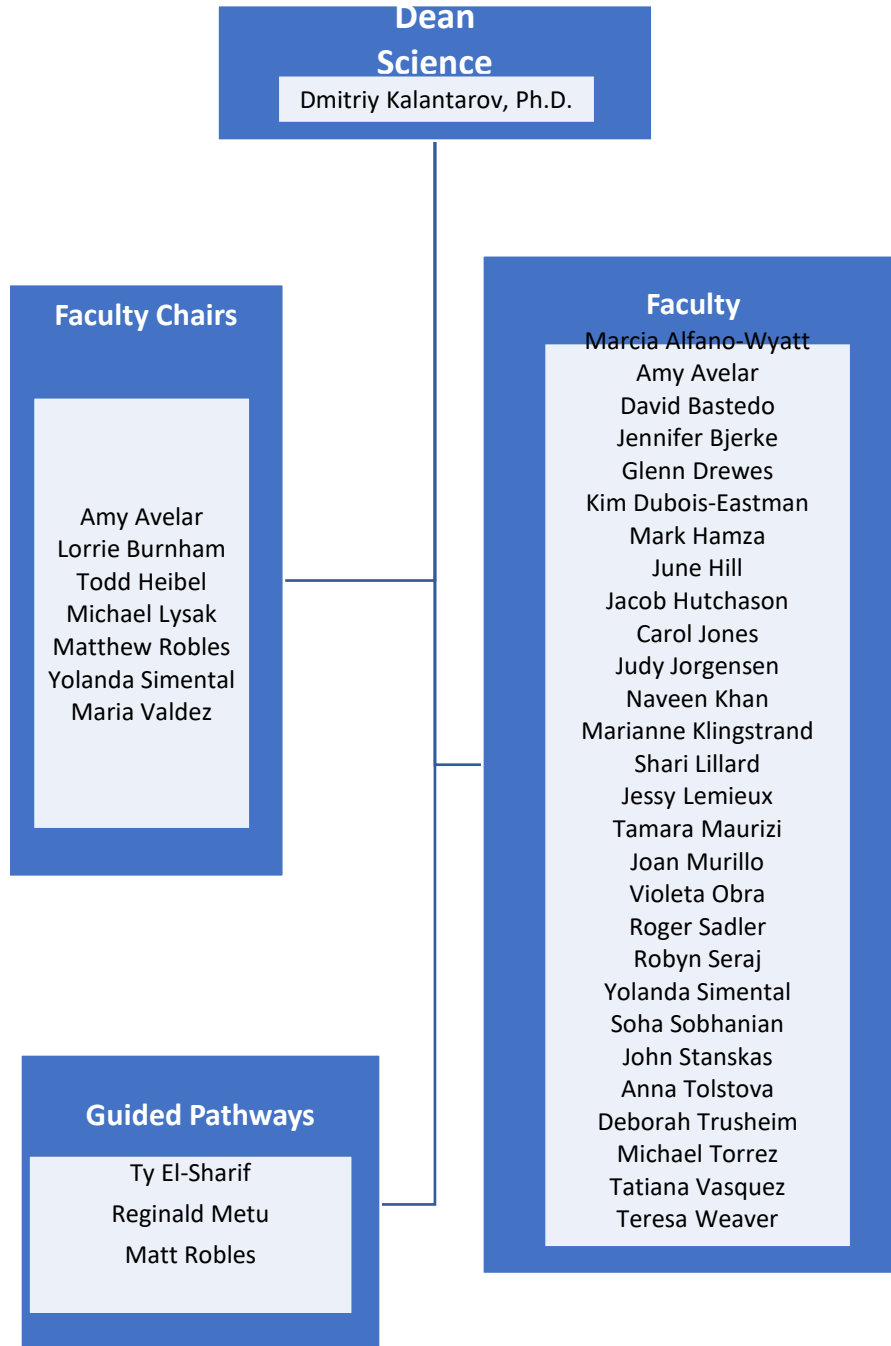 Dean
Science
Dmitriy Kalantarov, Ph.D.
Faculty Chairs
Amy Avelar
Lorrie Burnham
Todd Heibel
Michael Lysak
Matthew Robles
Yolanda Simental
Maria Valdez
Faculty
Marcia Alfano-Wyatt
Amy Avelar
David Bastedo
Jennifer Bjerke
Glenn Drewes
Kim Dubois-Eastman
Mark Hamza
June Hill
Jacob Hutchason
Carol Jones
Judy Jorgensen
Naveen Khan
Marianne Klingstrand
Shari Lillard
Jessy Lemieux
Tamara Maurizi
Joan Murillo
Violeta Obra
Roger Sadler
Robyn Seraj
Yolanda Simental
Soha Sobhanian
John Stanskas
Anna Tolstova
Deborah Trusheim
Michael Torrez
Tatiana Vasquez
Teresa Weaver
Guided Pathways
Ty El-Sharif
Reginald Metu
Matt Robles